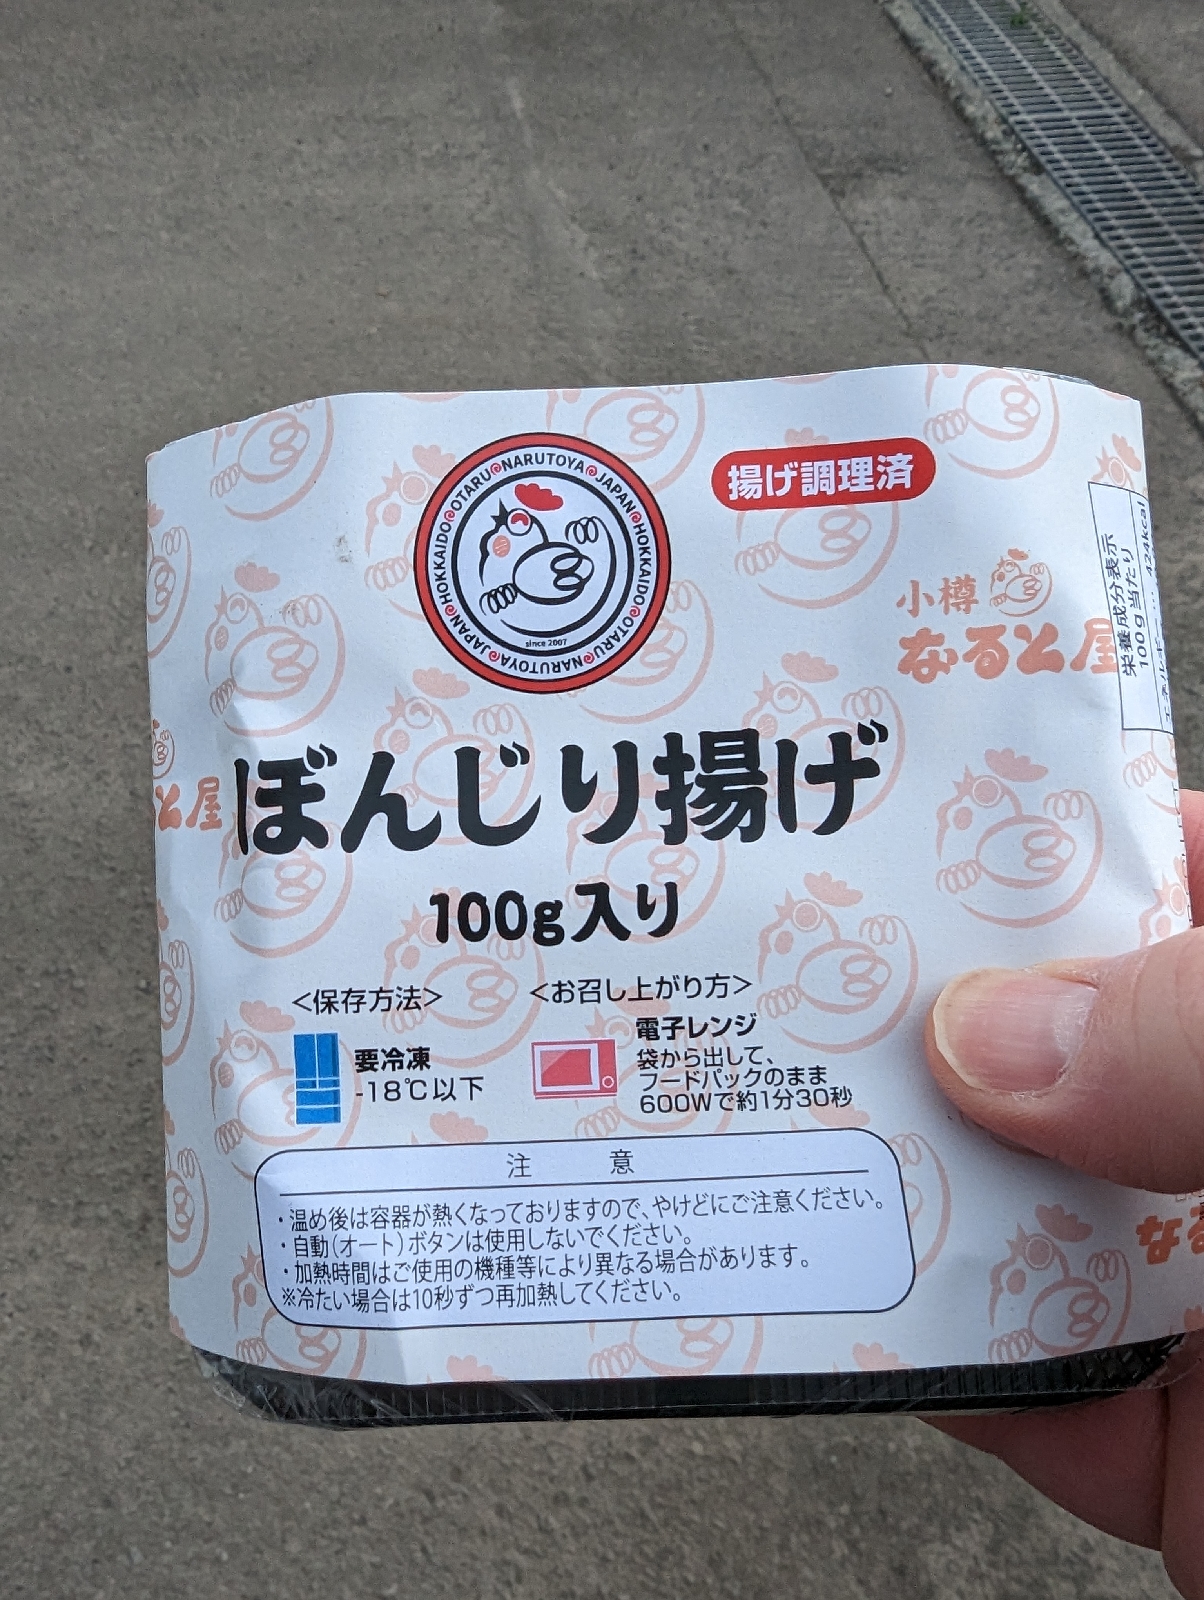 HOKKAIDO OTARU NARUTOYA JAPAN HOKKAIDO OTARU NARUTOYA JAPAN
since 2007
揚げ調理済
小樽
なると屋
栄養成分表示
100g当たり
エネルギー 424kcal
と屋
ぼんじり揚げ
100g入り
<保存方法>
要冷凍
-18℃以下
<お召し上がり方>
電子レンジ
袋から出して、
フードパックのまま
600Wで約1分30秒
注 意
・温め後は容器が熱くなっておりますので、やけどにご注意ください。
・自動(オート)ボタンは使用しないでください。
・加熱時間はご使用の機種等により異なる場合があります。
※冷たい場合は10秒ずつ再加熱してください。
な